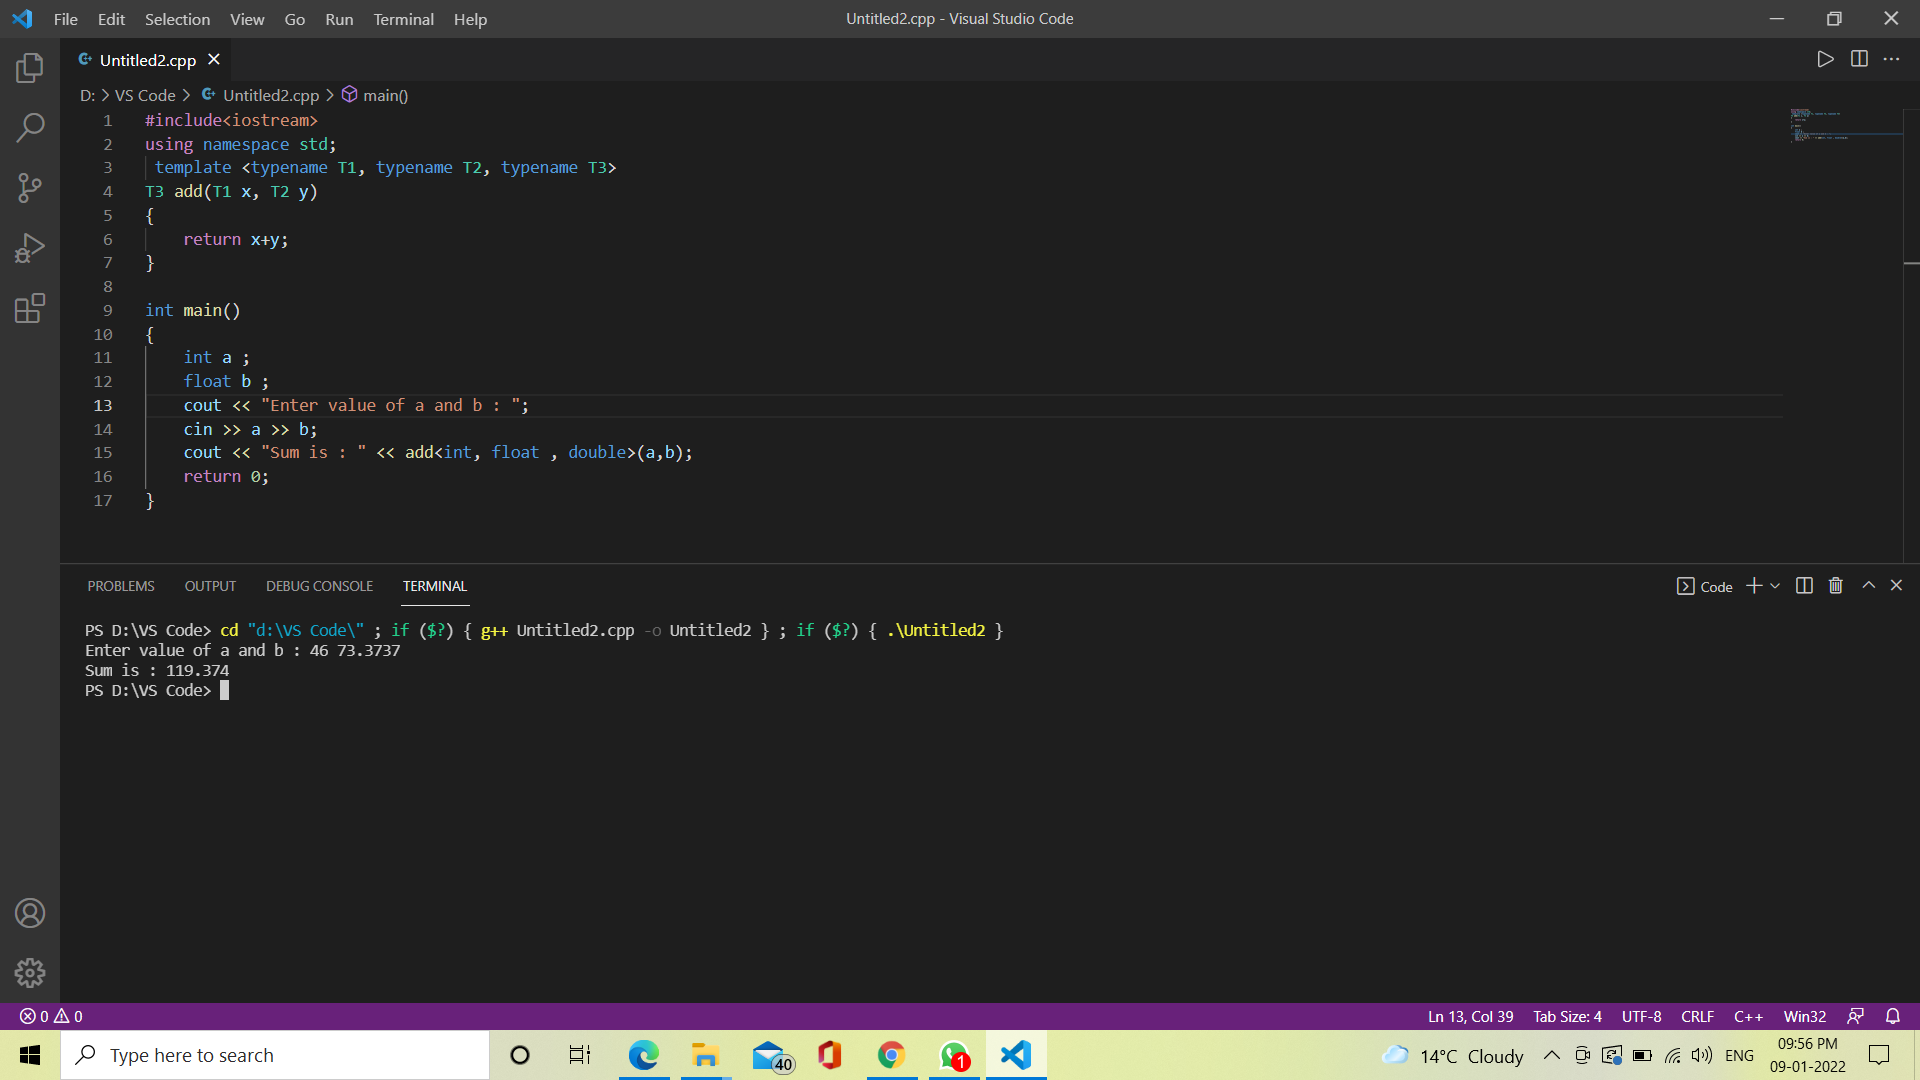 File Edit Selection View Go Run Terminal Help Untitled2.cpp - Visual Studio Code
Untitled2.cpp
D: > VS Code > Untitled2.cpp > main()
1 #include<iostream>
2 using namespace std;
3 template <typename T1, typename T2, typename T3>
4 T3 add(T1 x, T2 y)
5 {
6 return x+y;
7 }
8
9 int main()
10 {
11 int a ;
12 float b ;
13 cout << "Enter value of a and b : ";
14 cin >> a >> b;
15 cout << "Sum is : " << add<int, float , double>(a,b);
16 return 0;
17 }
PROBLEMS OUTPUT DEBUG CONSOLE TERMINAL Code
PS D:\VS Code> cd "d:\VS Code\" ; if ($?) { g++ Untitled2.cpp -o Untitled2 } ; if ($?) { .\Untitled2 }
Enter value of a and b : 46 73.3737
Sum is : 119.374
PS D:\VS Code>
0 0 Ln 13, Col 39 Tab Size: 4 UTF-8 CRLF C++ Win32
Type here to search 40 1 14°C Cloudy ENG 09:56 PM
09-01-2022